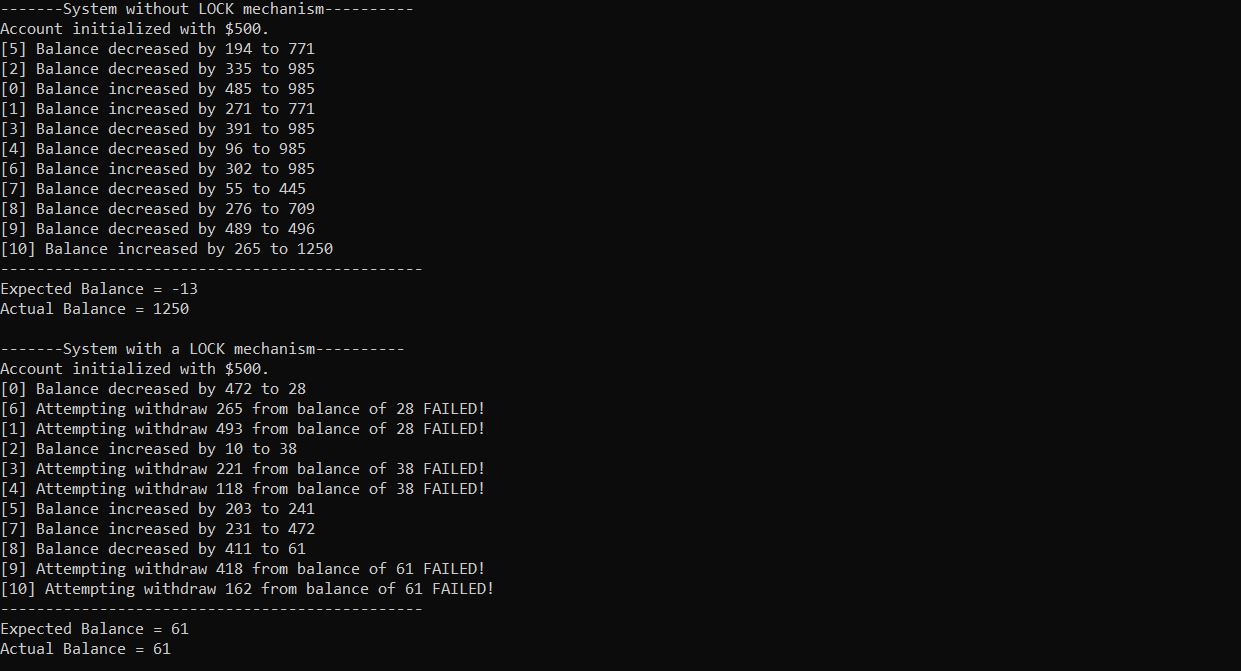 -------System without LOCK mechanism----------
Account initialized with $500.
[5] Balance decreased by 194 to 771
[2] Balance decreased by 335 to 985
[0] Balance increased by 485 to 985
[1] Balance increased by 271 to 771
[3] Balance decreased by 391 to 985
[4] Balance decreased by 96 to 985
[6] Balance increased by 302 to 985
[7] Balance decreased by 55 to 445
[8] Balance decreased by 276 to 709
[9] Balance decreased by 489 to 496
[10] Balance increased by 265 to 1250
-----------------------------------------------
Expected Balance = -13
Actual Balance = 1250
-------System with a LOCK mechanism----------
Account initialized with $500.
[0] Balance decreased by 472 to 28
[6] Attempting withdraw 265 from balance of 28 FAILED!
[1] Attempting withdraw 493 from balance of 28 FAILED!
[2] Balance increased by 10 to 38
[3] Attempting withdraw 221 from balance of 38 FAILED!
[4] Attempting withdraw 118 from balance of 38 FAILED!
[5] Balance increased by 203 to 241
[7] Balance increased by 231 to 472
[8] Balance decreased by 411 to 61
[9] Attempting withdraw 418 from balance of 61 FAILED!
[10] Attempting withdraw 162 from balance of 61 FAILED!
-----------------------------------------------
Expected Balance = 61
Actual Balance = 61